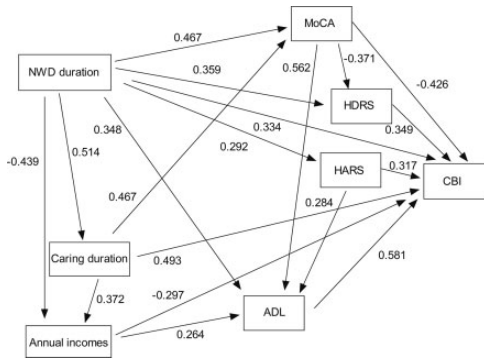 MoCA
0.467
0.562
-0.371
NWD duration
0.359
-0.426
HDRS
0.349
0.348
0.334
-0.439
0.514
0.292
HARS
0.317
CBI
0.467
0.284
Caring duration
0.493
0.581
0.372
-0.297
ADL
Annual incomes
0.264